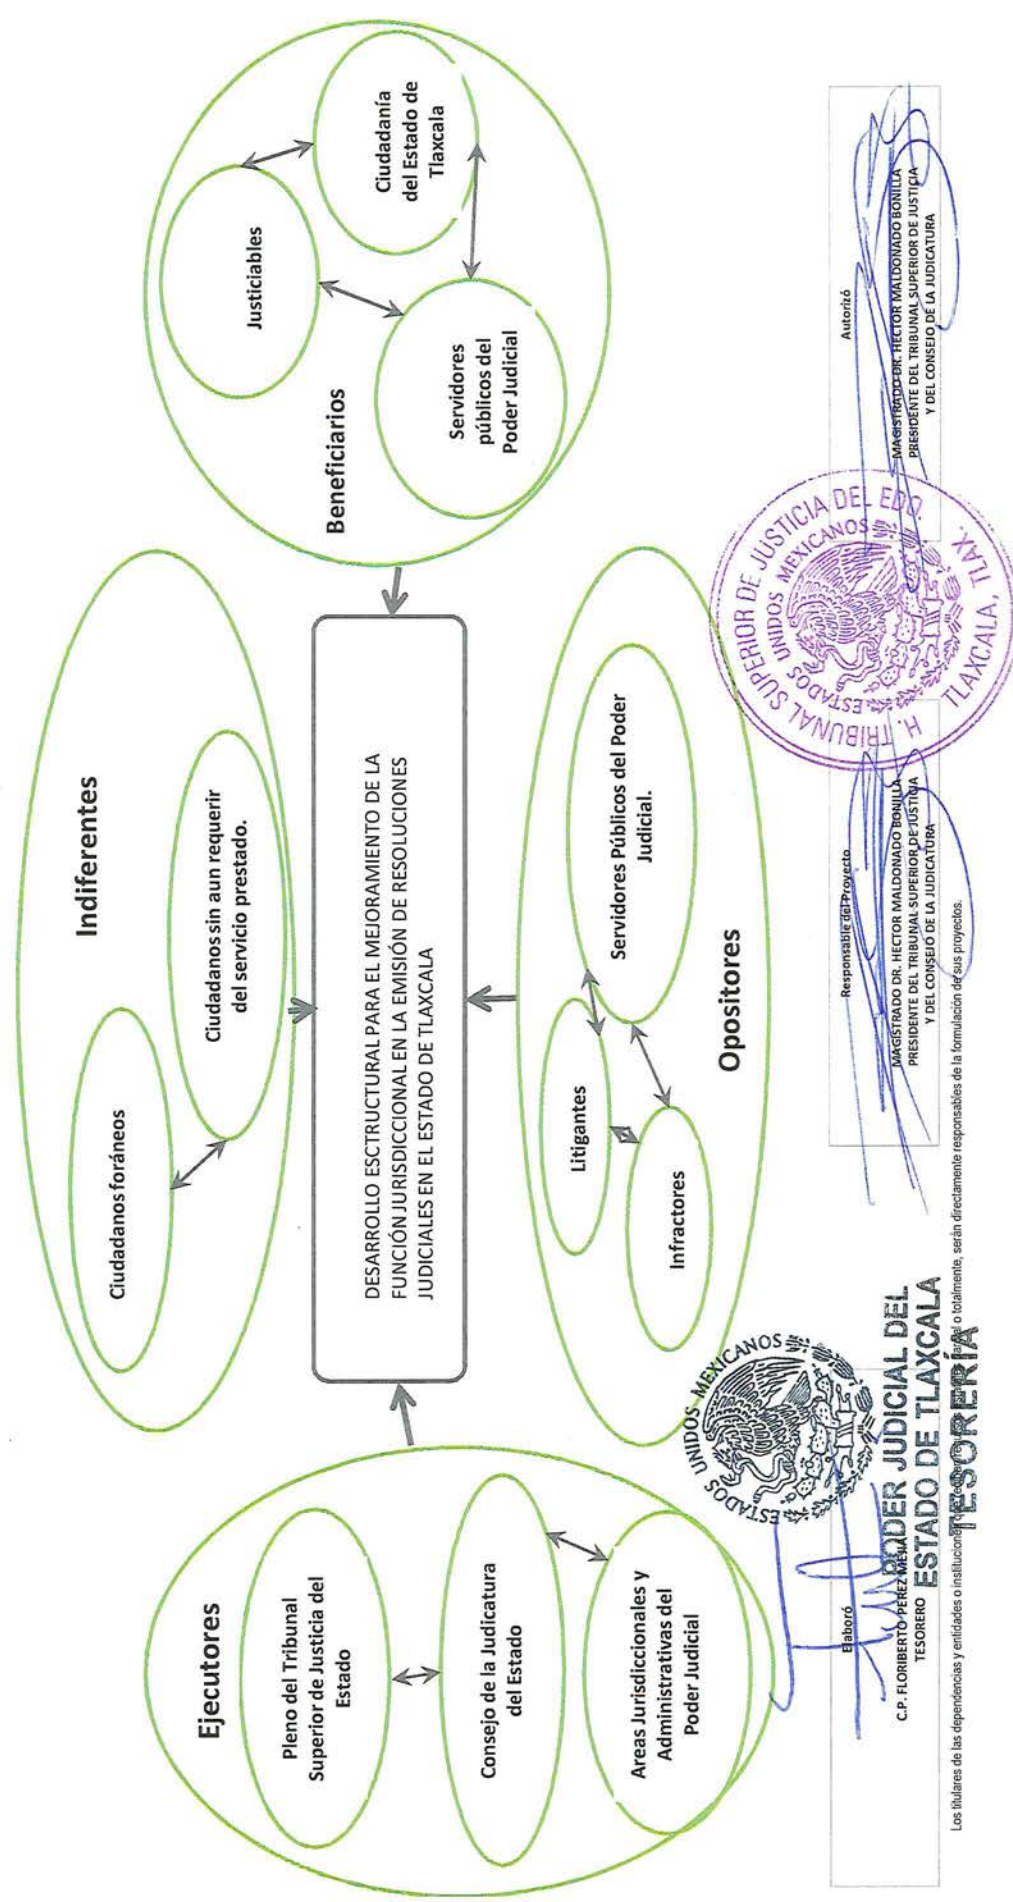 Indiferentes
Ciudadanos foráneos
Ciudadanos sin aun requerir
del servicio prestado.
Ejecutores
Pleno del Tribunal
Superior de Justicia del
Estado
Consejo de la Judicatura
del Estado
Areas Jurisdiccionales y
Administrativas del
Poder Judicial
DESARROLLO ESCTRUCTURAL PARA EL MEJORAMIENTO DE LA
FUNCIÓN JURISDICCIONAL EN LA EMISIÓN DE RESOLUCIONES
JUDICIALES EN EL ESTADO DE TLAXCALA
Beneficiarios
Justiciables
Ciudadanía
del Estado de
Tlaxcala
Servidores
públicos del
Poder Judicial
Litigantes
Infractores
Servidores Públicos del Poder
Judicial.
Opositores
Elaboró
C.P. FLORIBERTO PEREZ MEJIA
TESORERO
ESTADOS UNIDOS MEXICANOS
PODER JUDICIAL DEL
ESTADO DE TLAXCALA
TESORERÍA
Responsable del Proyecto
MAGISTRADO DR. HECTOR MALDONADO BONILLA
PRESIDENTE DEL TRIBUNAL SUPERIOR DE JUSTICIA
Y DEL CONSEJO DE LA JUDICATURA
H. TRIBUNAL SUPERIOR DE JUSTICIA DEL EDO.
ESTADOS UNIDOS MEXICANOS
TLAXCALA, TLAX.
Autorizó
MAGISTRADO DR. HECTOR MALDONADO BONILLA
PRESIDENTE DEL TRIBUNAL SUPERIOR DE JUSTICIA
Y DEL CONSEJO DE LA JUDICATURA
Los titulares de las dependencias y entidades o instituciones que o totalmente, serán directamente responsables de la formulación de sus proyectos.